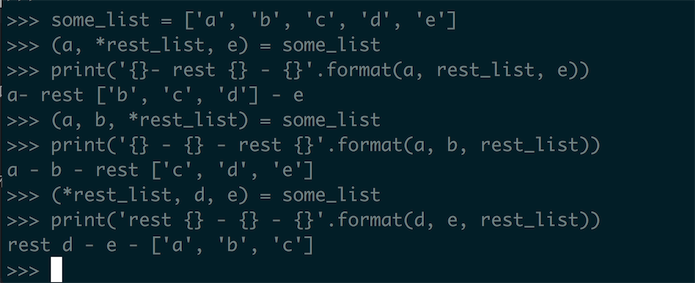 >>> some_list = ['a', 'b', 'c', 'd', 'e']
>>> (a, *rest_list, e) = some_list
>>> print('{}- rest {} - {}'.format(a, rest_list, e))
a- rest ['b', 'c', 'd'] - e
>>> (a, b, *rest_list) = some_list
>>> print('{} - {} - rest {}'.format(a, b, rest_list))
a - b - rest ['c', 'd', 'e']
>>> (*rest_list, d, e) = some_list
>>> print('rest {} - {} - {}'.format(d, e, rest_list))
rest d - e - ['a', 'b', 'c']
>>>